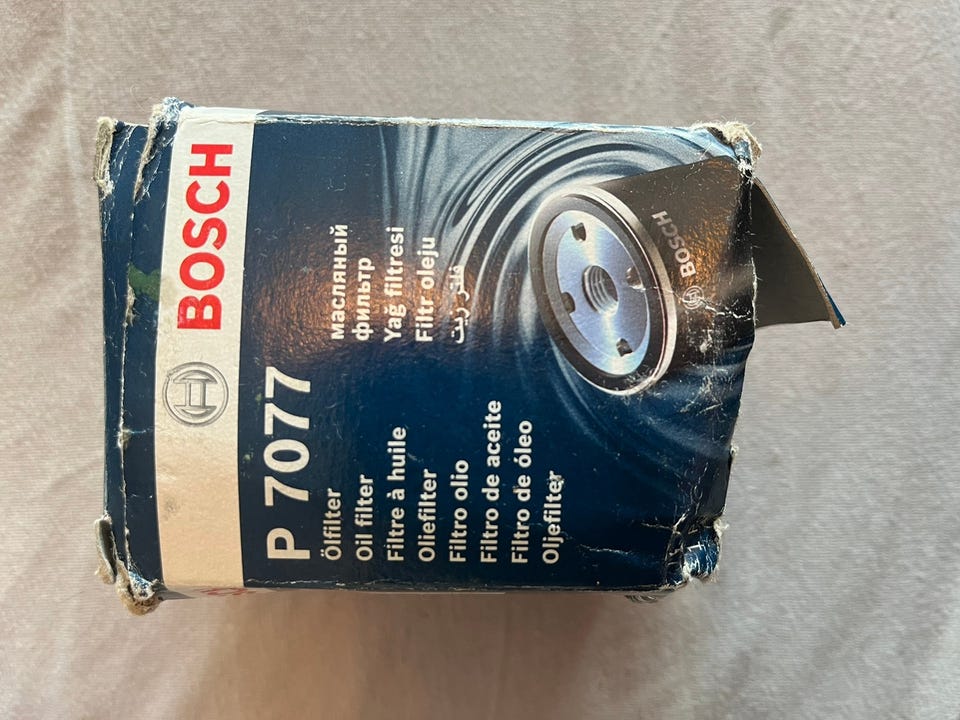 BOSCH
P 7077
Ölfilter
Oil filter
Filtre à huile
Oliefilter
Filtro olio
Filtro de aceite
Filtro de óleo
Oljefilter
масляный
фильтр
Yağ filtresi
Filtr oleju
فلتر زيت
BOSCH